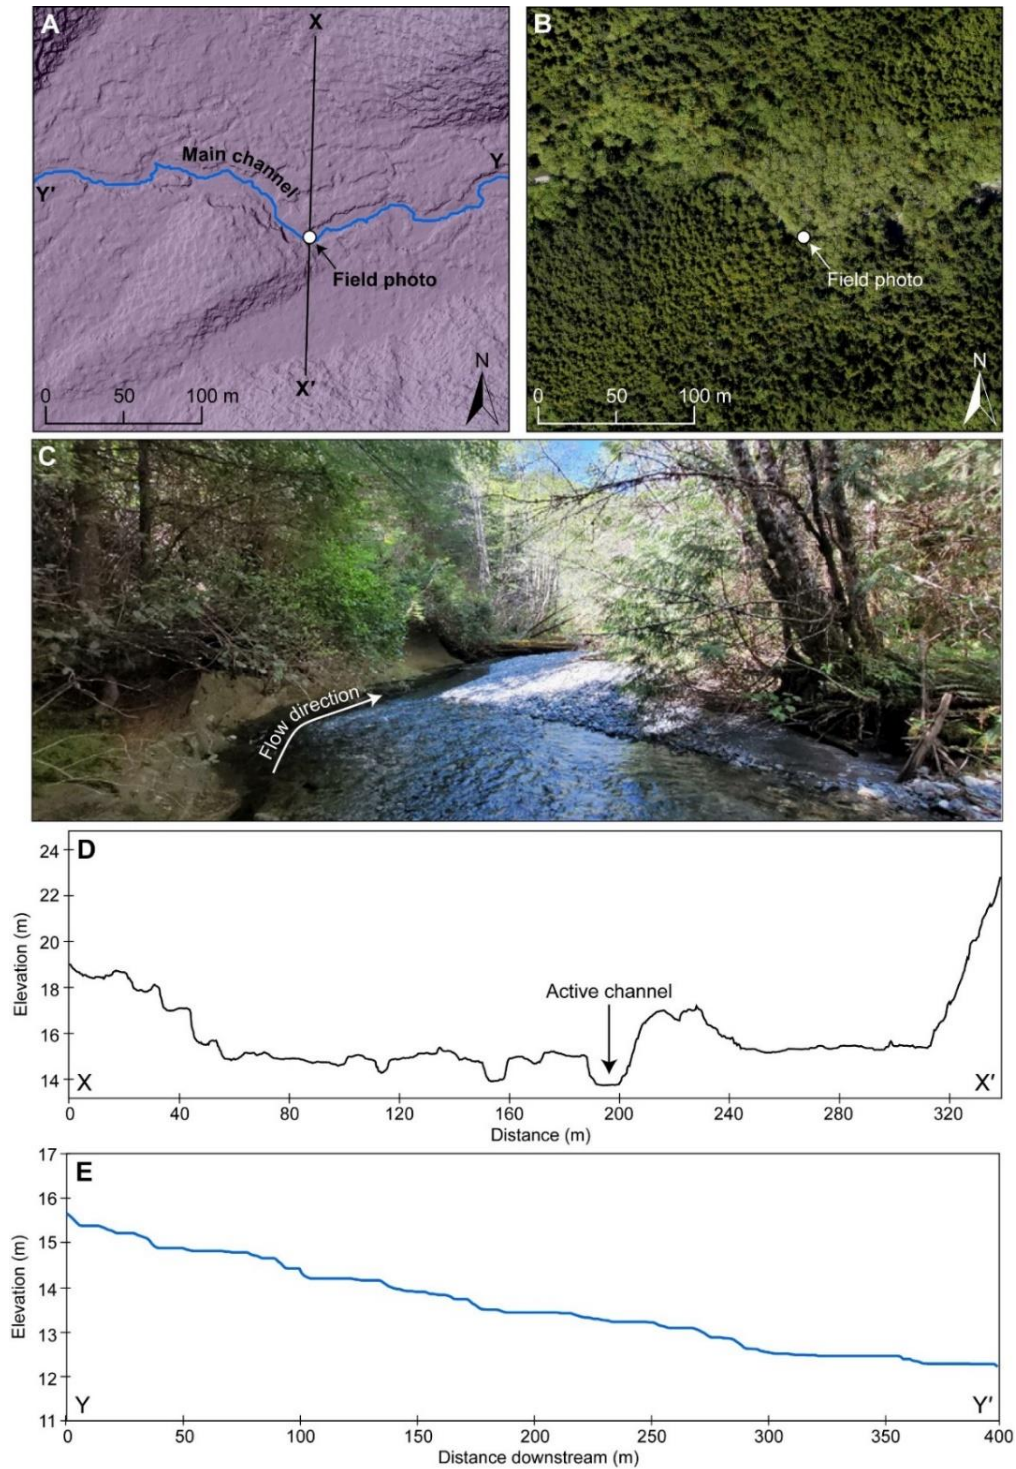 A
X
Main channel
Y
Y′
Field photo
X′
N
0 50 100 m
B
Field photo
N
0 50 100 m
C
Flow direction
D
24
22
20
18
16
14
Elevation (m)
Active channel
X
X′
0 40 80 120 160 200 240 280 320
Distance (m)
E
17
16
15
14
13
12
11
Elevation (m)
Y
Y′
0 50 100 150 200 250 300 350 400
Distance downstream (m)